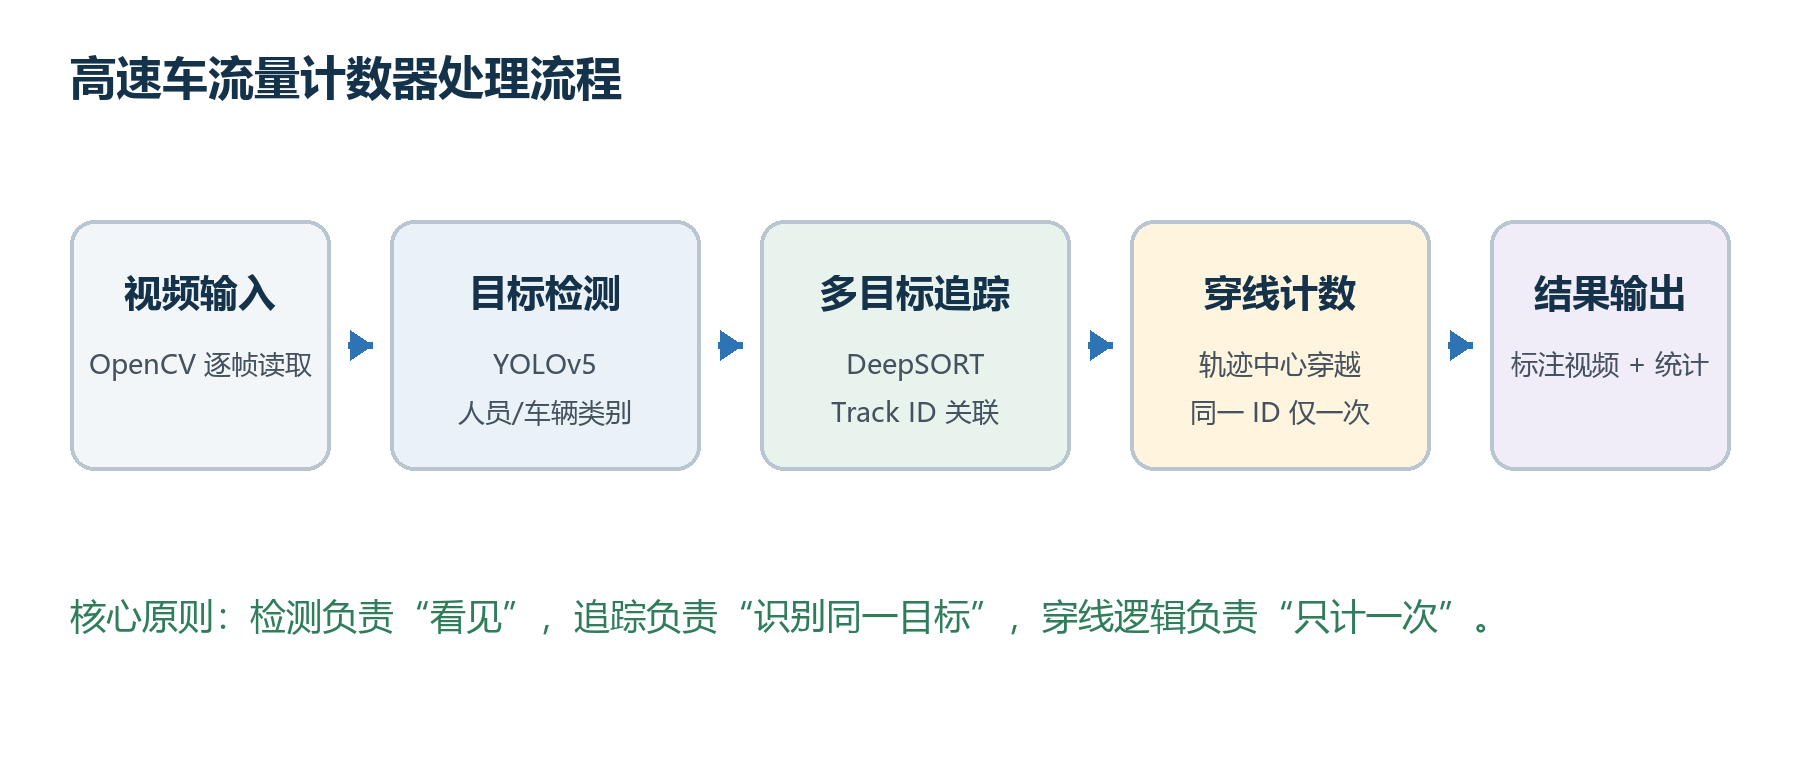 高速车流量计数器处理流程
视频输入
OpenCV 逐帧读取
目标检测
YOLOv5
人员/车辆类别
多目标追踪
DeepSORT
Track ID 关联
穿线计数
轨迹中心穿越
同一 ID 仅一次
结果输出
标注视频 + 统计
核心原则：检测负责“看见”，追踪负责“识别同一目标”，穿线逻辑负责“只计一次”。